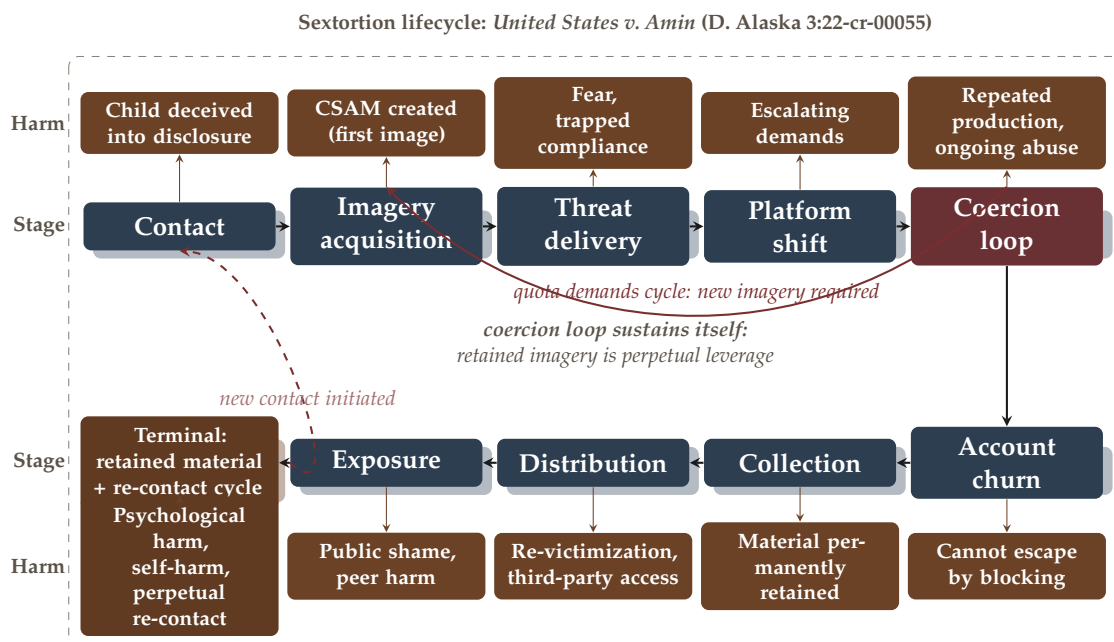 Sextortion lifecycle: United States v. Amin (D. Alaska 3:22-cr-00055)
Harm
Child deceived
into disclosure
CSAM created
(first image)
Fear,
trapped
compliance
Escalating
demands
Repeated
production,
ongoing abuse
Stage
Contact
Imagery
acquisition
Threat
delivery
Platform
shift
Coercion
loop
quota demands cycle: new imagery required
coercion loop sustains itself:
retained imagery is perpetual leverage
new contact initiated
Stage
Terminal:
retained material
+ re-contact cycle
Exposure
Distribution
Collection
Account
churn
Harm
Psychological
harm,
self-harm,
perpetual
re-contact
Public shame,
peer harm
Re-victimization,
third-party access
Material per-
manently
retained
Cannot escape
by blocking